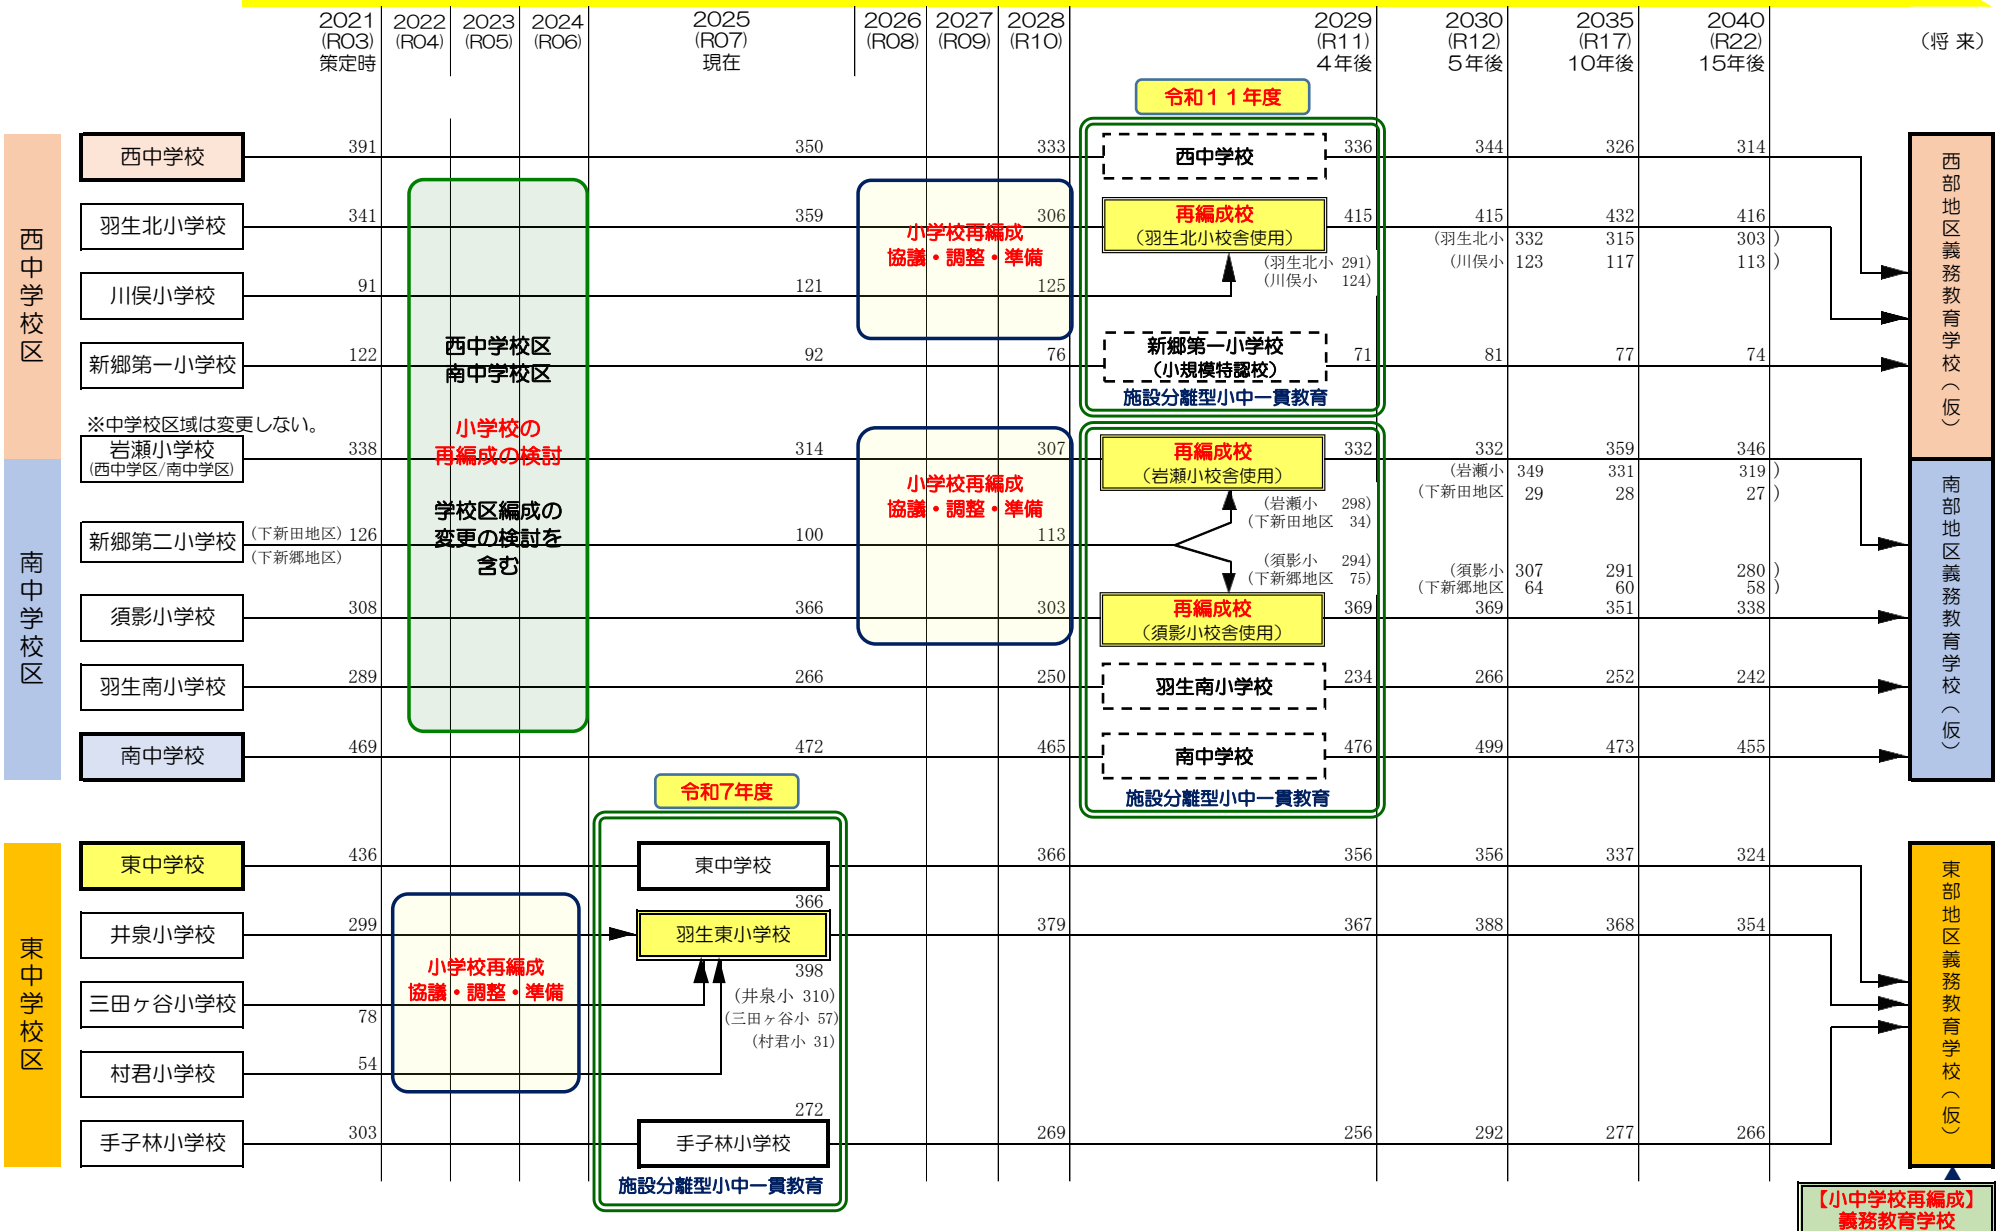 2021 2022 2023 2024 2025 2026 2027 2028 2029 2030 2035 2040
(R03) (R04) (R05) (R06) (R07) (R08) (R09) (R10) (R11) (R12) (R17) (R22) （将 来）
策定時 現在 4年後 5年後 10年後 15年後
令和１１年度
西中学校区
西中学校 391 350 333 西中学校 336 344 326 314
羽生北小学校 341 359 306 再編成校 415 415 432 416
（羽生北小校舎使用） （羽生北小 332 315 303 ）
（羽生北小 291） （川俣小 123 117 113 ）
（川俣小 124）
川俣小学校 91 121 125
小学校再編成
協議・調整・準備
新郷第一小学校 122 92 76 新郷第一小学校 71 81 77 74
（小規模特認校）
施設分離型小中一貫教育
西中学校区
南中学校区
小学校の
再編成の検討
学校区編成の
変更の検討を
含む
※中学校区域は変更しない。
岩瀬小学校 338 314 307 再編成校 332 332 359 346
(西中学区/南中学区) （岩瀬小校舎使用） （岩瀬小 349 331 319 ）
（下新田地区 29 28 27 ）
小学校再編成
協議・調整・準備
（岩瀬小 298）
（下新田地区 34）
南中学校区
新郷第二小学校 （下新田地区） 126 100 113
（下新郷地区）
（須影小 294） （須影小 307 291 280 ）
（下新郷地区 75） （下新郷地区 64 60 58 ）
須影小学校 308 366 303 再編成校 369 369 351 338
（須影小校舎使用）
羽生南小学校 289 266 250 羽生南小学校 234 266 252 242
南中学校 469 472 465 南中学校 476 499 473 455
施設分離型小中一貫教育
令和7年度
東中学校区
東中学校 436 東中学校 366 356 356 337 324
366
井泉小学校 299 羽生東小学校 379 367 388 368 354
398
小学校再編成
協議・調整・準備
（井泉小 310）
三田ヶ谷小学校 78 （三田ヶ谷小 57）
（村君小 31）
村君小学校 54
272
手子林小学校 303 手子林小学校 269 256 292 277 266
施設分離型小中一貫教育
西部地区義務教育学校（仮）
南部地区義務教育学校（仮）
東部地区義務教育学校（仮）
【小中学校再編成】
義務教育学校